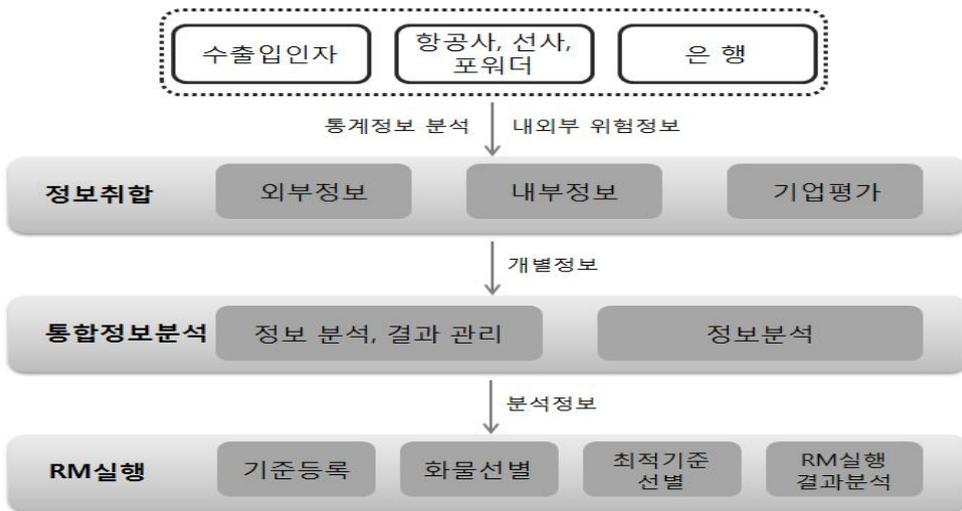 수출입인자
항공사, 선사,
포워더
은 행
통계정보 분석
내외부 위험정보
정보취합
외부정보
내부정보
기업평가
개별정보
통합정보분석
정보 분석, 결과 관리
정보분석
분석정보
RM실행
기준등록
화물선별
최적기준
선별
RM실행
결과분석